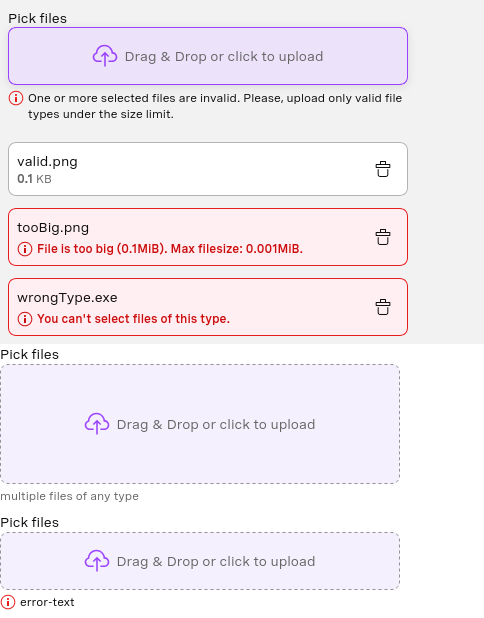 Pick files
Drag & Drop or click to upload
One or more selected files are invalid. Please, upload only valid file
types under the size limit.
valid.png
0.1 KB
tooBig.png
File is too big (0.1MiB). Max filesize: 0.001MiB.
wrongType.exe
You can't select files of this type.
Pick files
Drag & Drop or click to upload
multiple files of any type
Pick files
Drag & Drop or click to upload
error-text